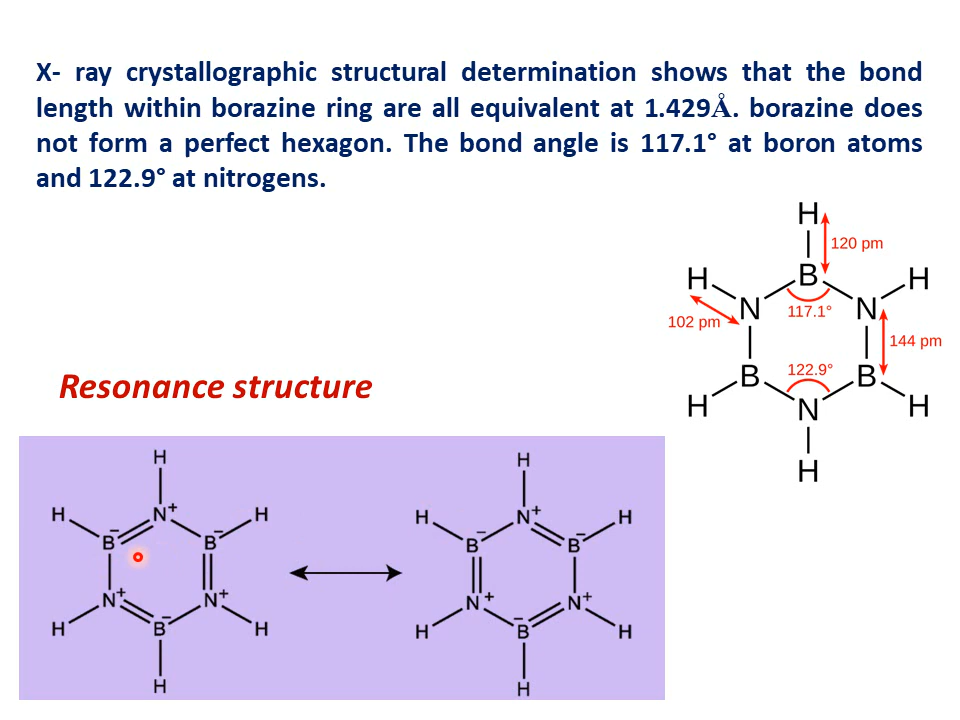 X- ray crystallographic structural determination shows that the bond
length within borazine ring are all equivalent at 1.429Å. borazine does
not form a perfect hexagon. The bond angle is 117.1° at boron atoms
and 122.9° at nitrogens.
H
120 pm
H
B
H
N
117.1°
N
102 pm
144 pm
B
122.9°
B
H
N
H
H
Resonance structure
H
H
N+
H
B−
B−
N+
N+
H
B−
H
H
H
H
N+
H
B−
B−
N+
N+
H
B−
H
H